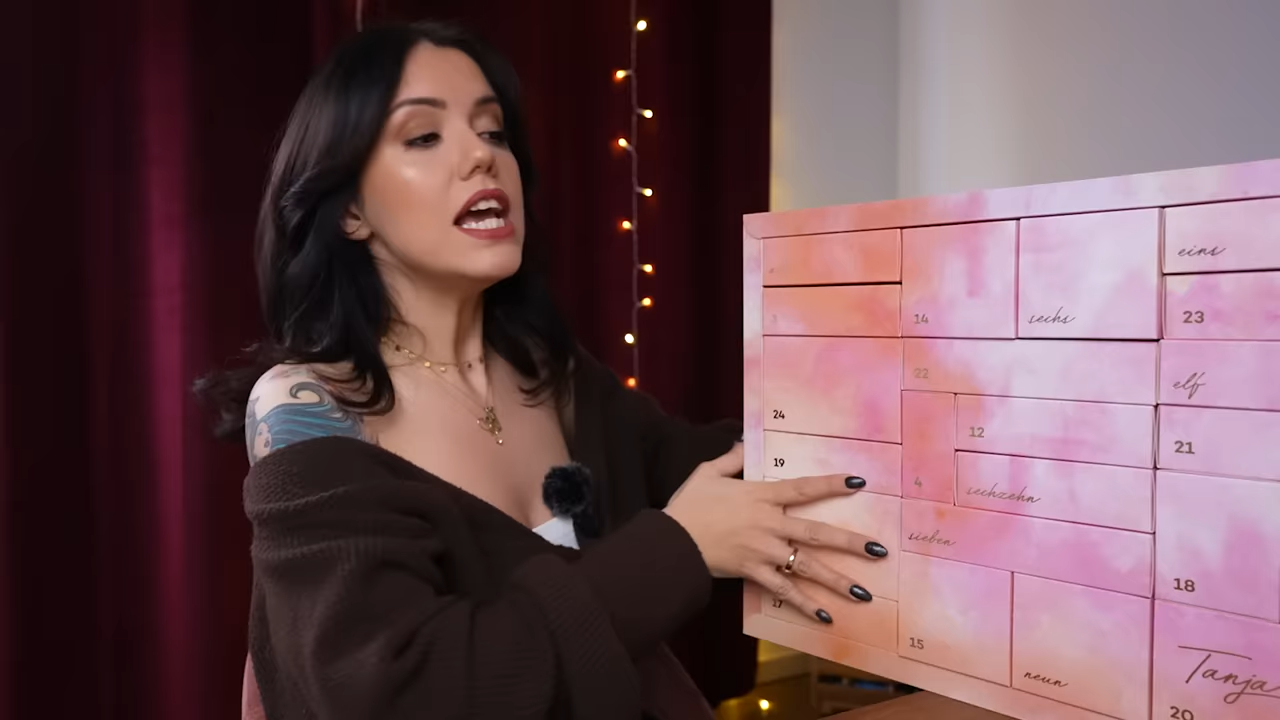 eins
14
sechs
23
22
elf
24
12
21
19
4
sechzehn
sieben
18
17
15
neun
Tanja
20